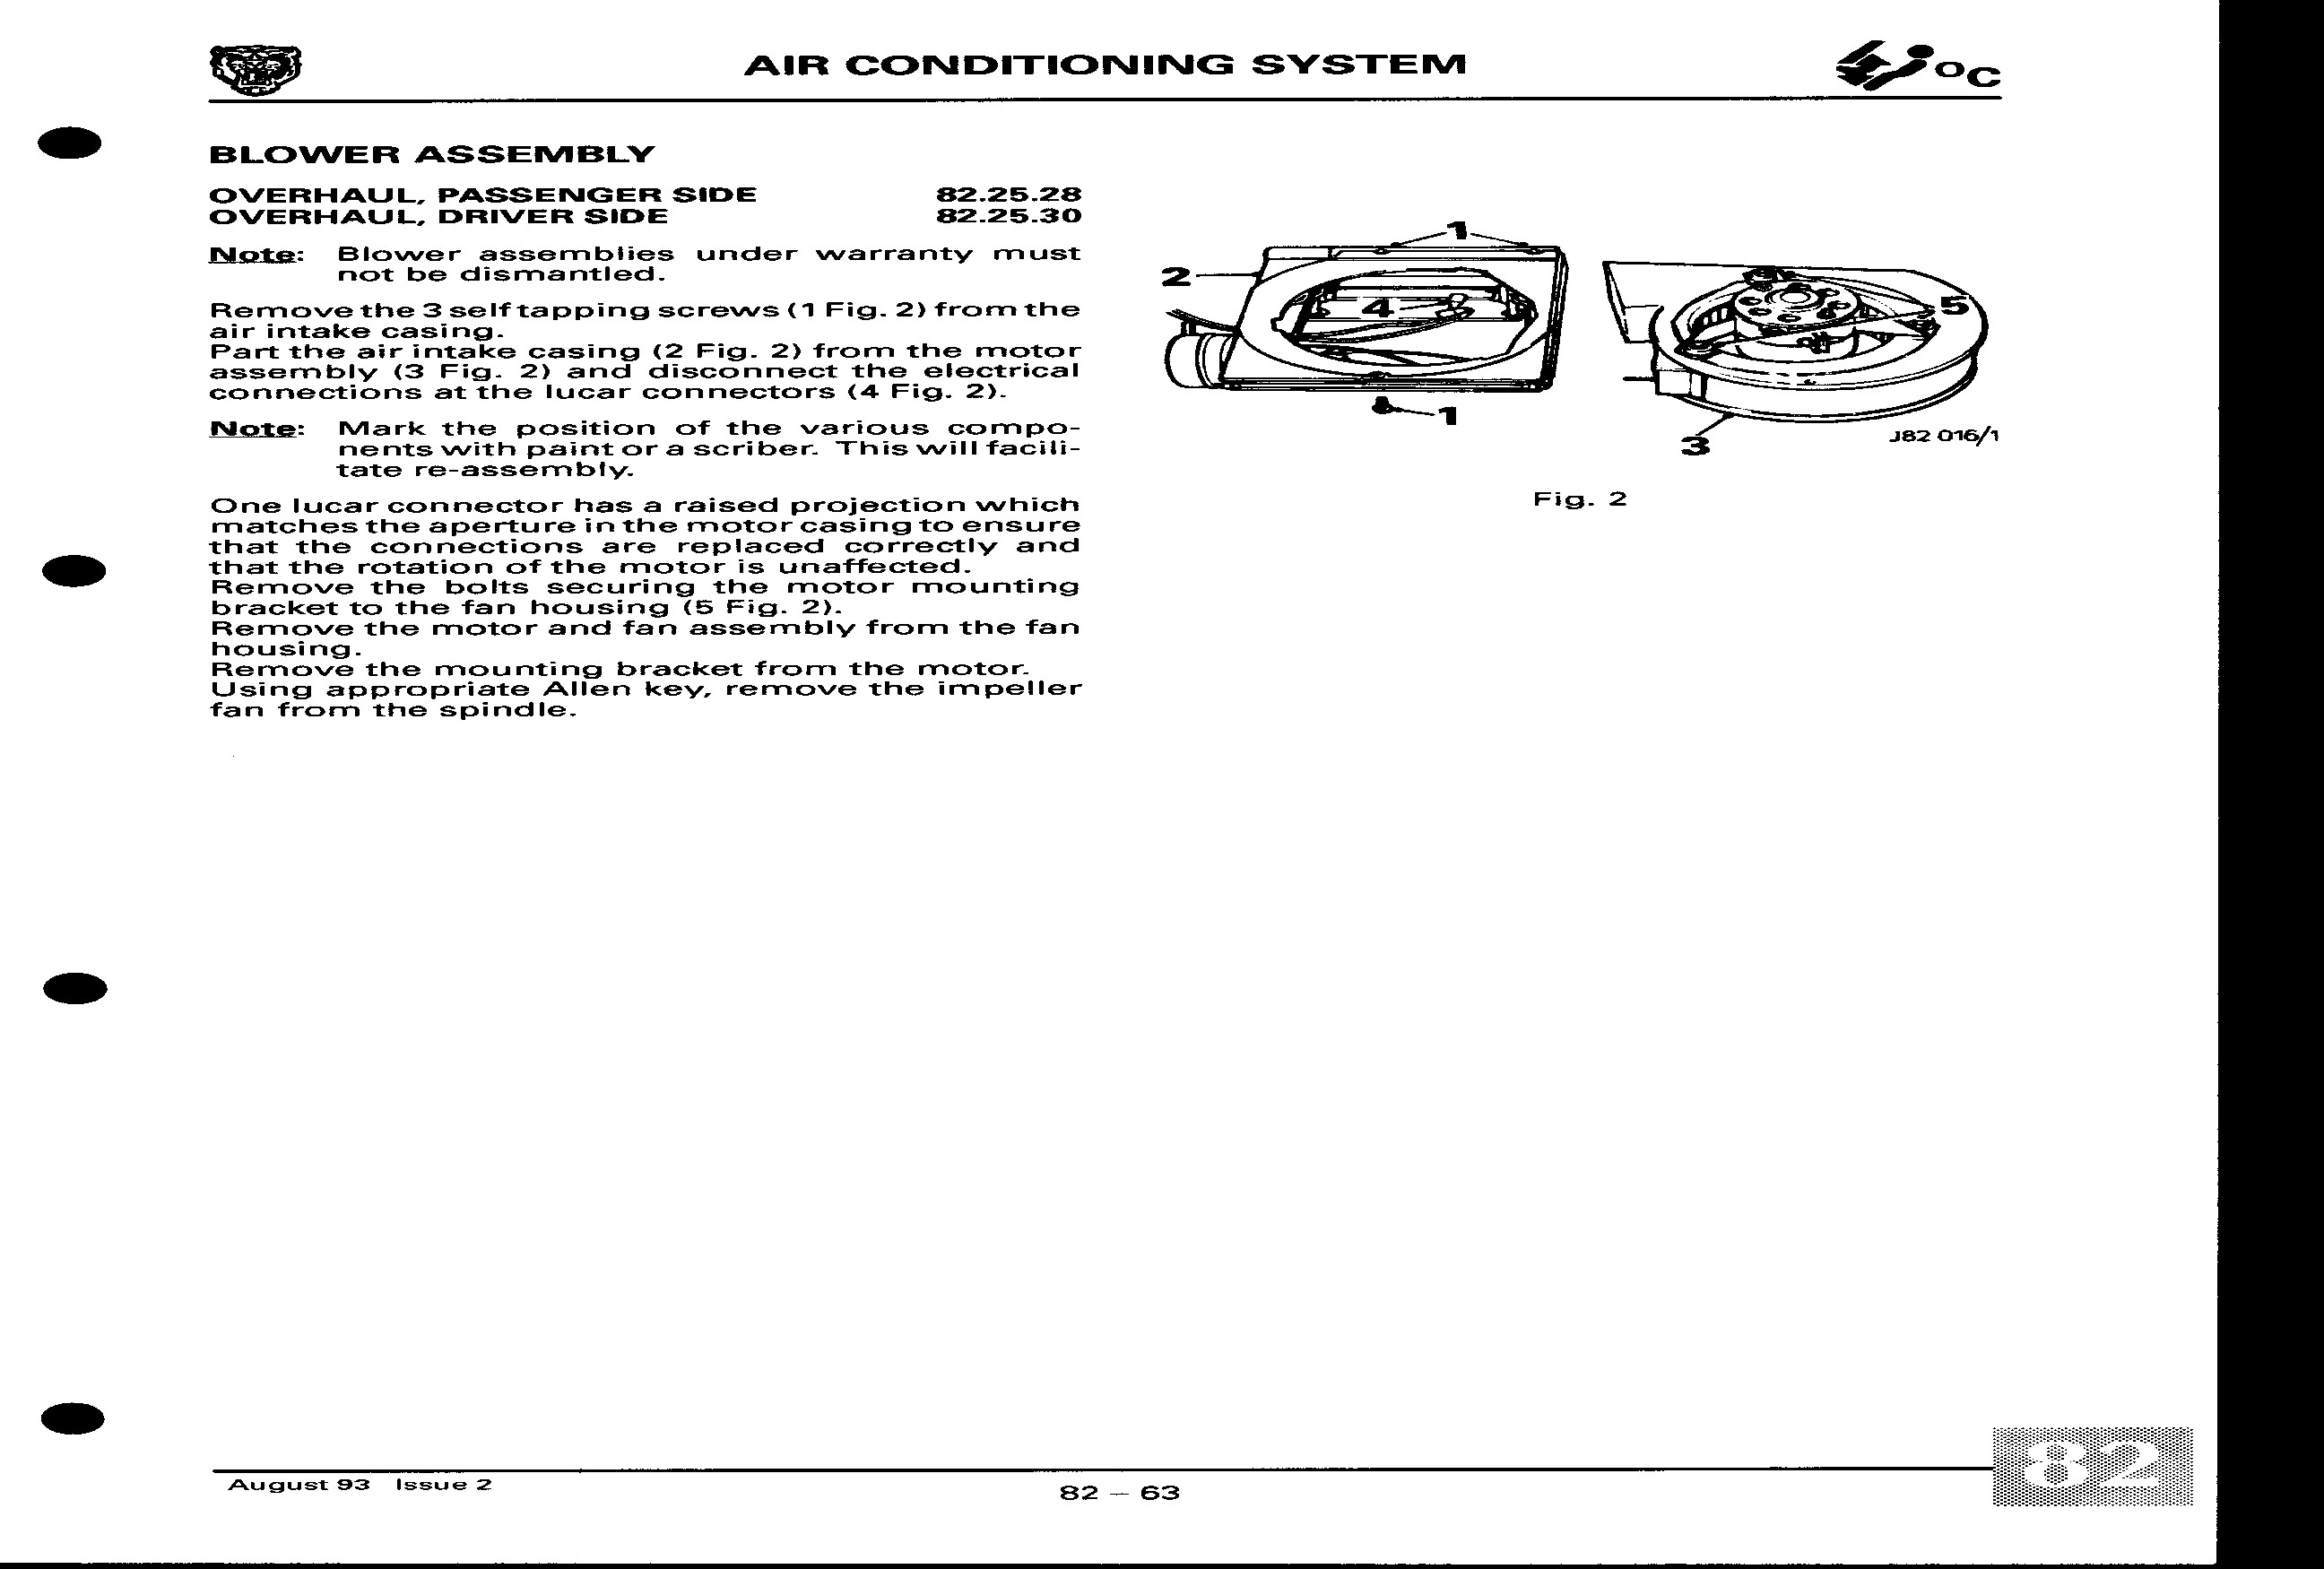 AIR CONDITIONING SYSTEM
°C
BLOWER ASSEMBLY
OVERHAUL, PASSENGER SIDE 82.25.28
OVERHAUL, DRIVER SIDE 82.25.30
Note: Blower assemblies under warranty must
not be dismantled.
Remove the 3 self tapping screws (1 Fig. 2) from the
air intake casing.
Part the air intake casing (2 Fig. 2) from the motor
assembly (3 Fig. 2) and disconnect the electrical
connections at the lucar connectors (4 Fig. 2).
Note: Mark the position of the various compo-
nents with paint or a scriber. This will facili-
tate re-assembly.
One lucar connector has a raised projection which
matches the aperture in the motor casing to ensure
that the connections are replaced correctly and
that the rotation of the motor is unaffected.
Remove the bolts securing the motor mounting
bracket to the fan housing (5 Fig. 2).
Remove the motor and fan assembly from the fan
housing.
Remove the mounting bracket from the motor.
Using appropriate Allen key, remove the impeller
fan from the spindle.
1
2
4
5
1
3
J82 016/1
Fig. 2
August 93 Issue 2
82 – 63
82